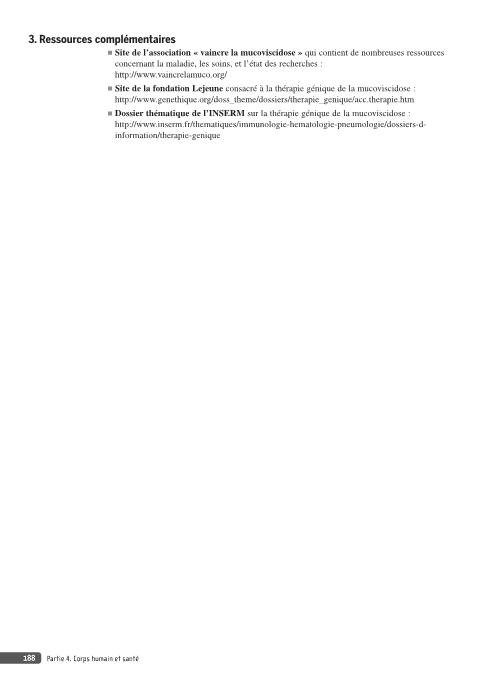 3. Ressources complémentaires
■ Site de l'association « vaincre la mucoviscidose » qui contient de nombreuses ressources
concernant la maladie, les soins, et l'état des recherches :
http://www.vaincrelamuco.org/
■ Site de la fondation Lejeune consacré à la thérapie génique de la mucoviscidose :
http://www.genethique.org/doss_theme/dossiers/therapie_genique/acc.therapie.htm
■ Dossier thématique de l'INSERM sur la thérapie génique de la mucoviscidose :
http://www.inserm.fr/thematiques/immunologie-hematologie-pneumologie/dossiers-d-
information/therapie-genique
188 Partie 4. Corps humain et santé